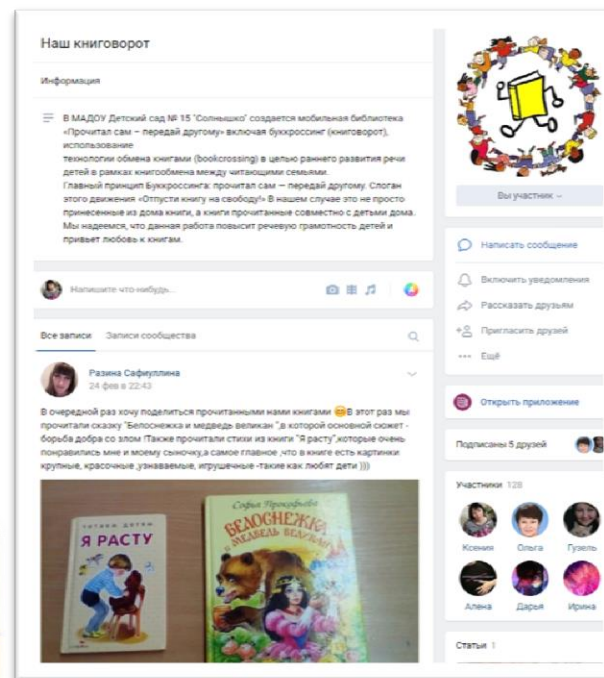 Наш книговорот
Информация
В МАДОУ Детский сад № 15 "Солнышко" создается мобильная библиотека
«Прочитал сам – передай другому» включая буккроссинг (книговорот),
использование
технологии обмена книгами (bookcrossing) в целью раннего развития речи
детей в рамках книгообмена между читающими семьями.
Главный принцип Буккроссинга: прочитал сам — передай другому. Слоган
этого движения «Отпусти книгу на свободу!» В нашем случае это не просто
принесенные из дома книги, а книги прочитанные совместно с детьми дома.
Мы надеемся, что данная работа повысит речевую грамотность детей и
привьет любовь к книгам.
Напишите что-нибудь...
Все записи Записи сообщества
Разина Сафиуллина
24 фев в 22:43
В очередной раз хочу поделиться прочитанными нами книгами В этот раз мы
прочитали сказку "Белоснежка и медведь великан ",в которой основной сюжет -
борьба добра со злом !Также прочитали стихи из книги "Я расту",которые очень
понравились мне и моему сыночку,а самое главное ,что в книге есть картинки
крупные, красочные ,узнаваемые, игрушечные -такие как любят дети )))
ЧИТАЕМ ДЕТЯМ
Я РАСТУ
Софья Прокофьева
БЕЛОСНЕЖКА
и МЕДВЕДЬ ВЕЛИКАН
Вы участник
Написать сообщение
Включить уведомления
Рассказать друзьям
Пригласить друзей
Ещё
Открыть приложение
Подписаны 5 друзей
Участники 128
Ксения Ольга Гузель
Алена Дарья Ирина
Статьи 1